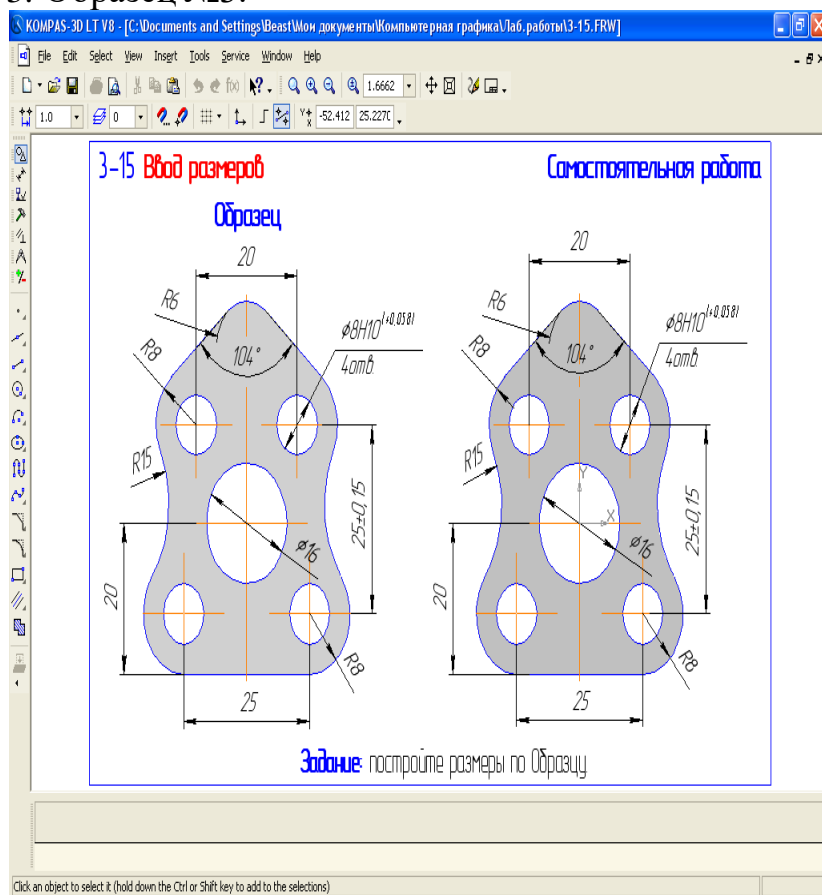 3. Образец №3.
KOMPAS-3D LT V8 - [C:\Documents and Settings\Beast\Мои документы\Компьютерная графика\Лаб.работы\3-15.FRW]
File Edit Select View Insert Tools Service Window Help
1.6662
1.0 0 -52.412 25.2270
3-15 Ввод размеров Самостоятельная работа
Образец
20 20
R6 R6
⌀8H10(+0,058) ⌀8H10(+0,058)
R8 104° 4отв. R8 104° 4отв.
R15 25±0,15 R15 Y X 25±0,15
⌀16 ⌀16
20 20
R8 R8
25 25
Задание: постройте размеры по Образцу
Click an object to select it (hold down the Ctrl or Shift key to add to the selections)